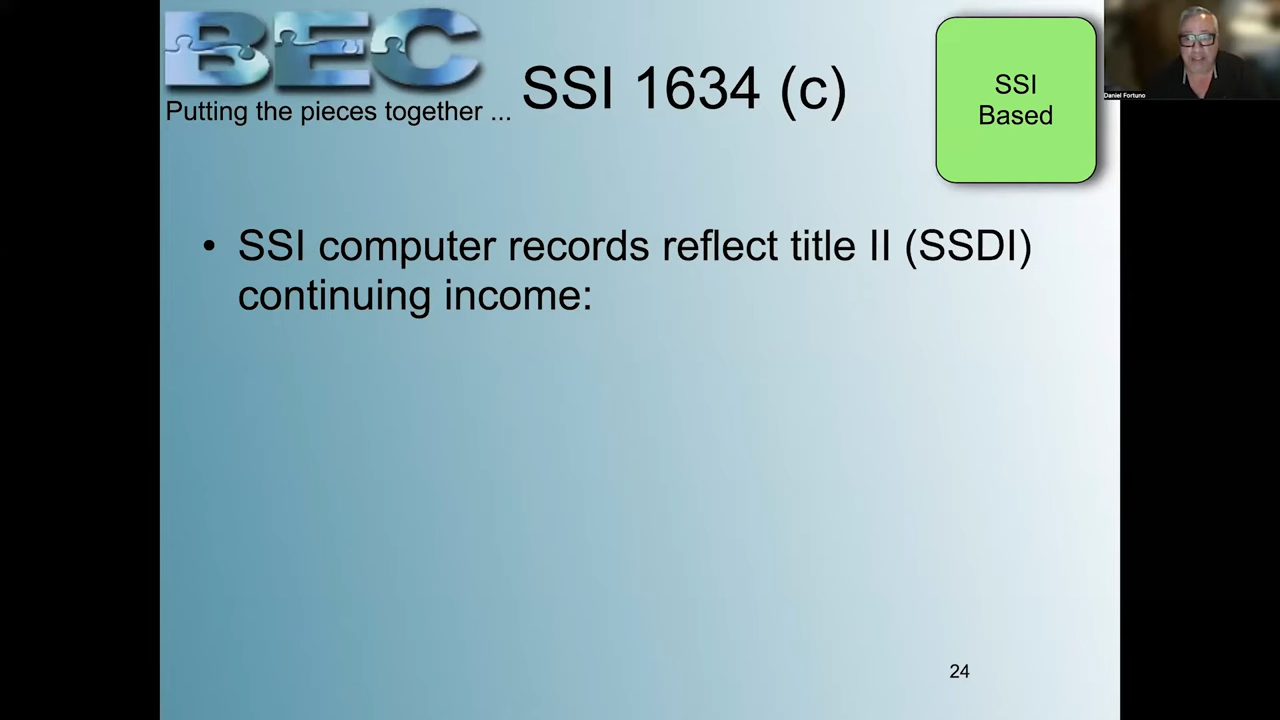 BEC
Putting the pieces together ...
SSI 1634 (c)
SSI
Based
Daniel Fortuno
• SSI computer records reflect title II (SSDI)
continuing income:
24